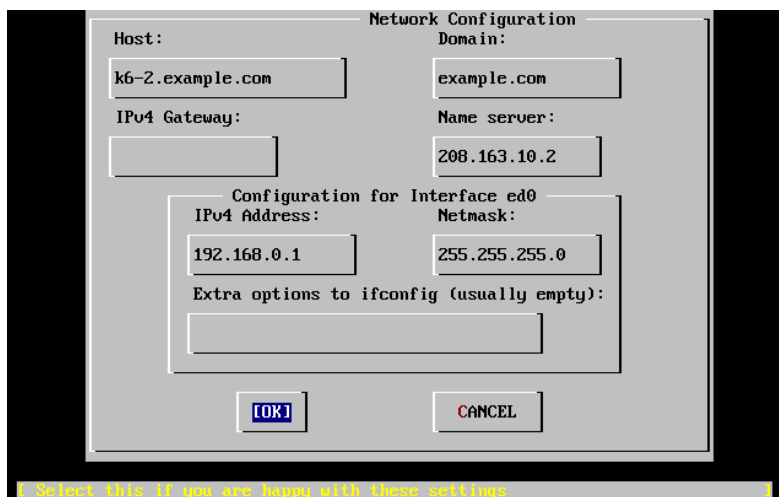 Network Configuration
Host: Domain:
k6-2.example.com example.com
IPv4 Gateway: Name server:
208.163.10.2
Configuration for Interface ed0
IPv4 Address: Netmask:
192.168.0.1 255.255.255.0
Extra options to ifconfig (usually empty):
[OK] CANCEL
[ Select this if you are happy with these settings ]